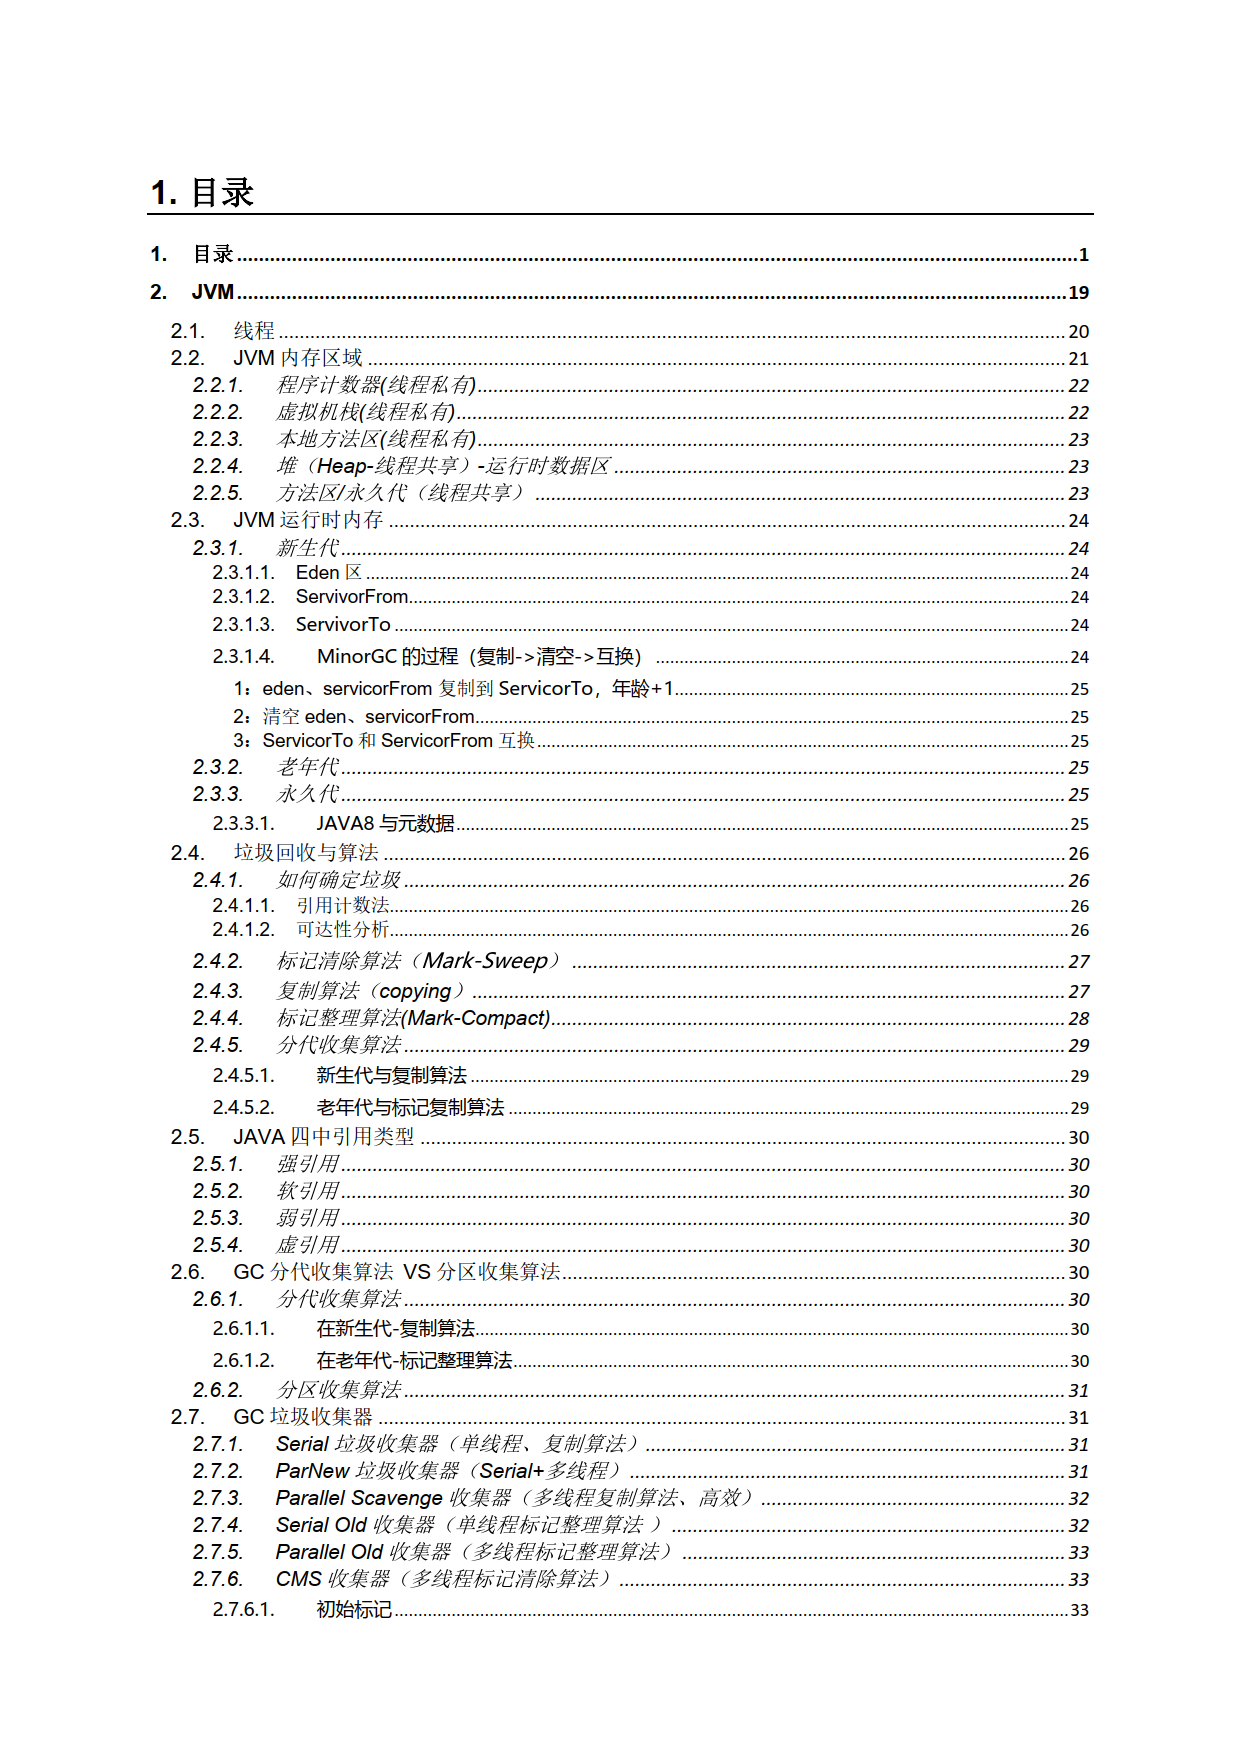 1. 目录
1. 目录 1
2. JVM 19
2.1. 线程 20
2.2. JVM 内存区域 21
2.2.1. 程序计数器(线程私有) 22
2.2.2. 虚拟机栈(线程私有) 22
2.2.3. 本地方法区(线程私有) 23
2.2.4. 堆（Heap-线程共享）-运行时数据区 23
2.2.5. 方法区/永久代（线程共享） 23
2.3. JVM 运行时内存 24
2.3.1. 新生代 24
2.3.1.1. Eden 区 24
2.3.1.2. ServivorFrom 24
2.3.1.3. ServivorTo 24
2.3.1.4. MinorGC 的过程（复制->清空->互换） 24
1：eden、servicorFrom 复制到 ServicorTo，年龄+1 25
2：清空 eden、servicorFrom 25
3：ServicorTo 和 ServicorFrom 互换 25
2.3.2. 老年代 25
2.3.3. 永久代 25
2.3.3.1. JAVA8 与元数据 25
2.4. 垃圾回收与算法 26
2.4.1. 如何确定垃圾 26
2.4.1.1. 引用计数法 26
2.4.1.2. 可达性分析 26
2.4.2. 标记清除算法（Mark-Sweep） 27
2.4.3. 复制算法（copying） 27
2.4.4. 标记整理算法(Mark-Compact) 28
2.4.5. 分代收集算法 29
2.4.5.1. 新生代与复制算法 29
2.4.5.2. 老年代与标记复制算法 29
2.5. JAVA 四中引用类型 30
2.5.1. 强引用 30
2.5.2. 软引用 30
2.5.3. 弱引用 30
2.5.4. 虚引用 30
2.6. GC 分代收集算法 VS 分区收集算法 30
2.6.1. 分代收集算法 30
2.6.1.1. 在新生代-复制算法 30
2.6.1.2. 在老年代-标记整理算法 30
2.6.2. 分区收集算法 31
2.7. GC 垃圾收集器 31
2.7.1. Serial 垃圾收集器（单线程、复制算法） 31
2.7.2. ParNew 垃圾收集器（Serial+多线程） 31
2.7.3. Parallel Scavenge 收集器（多线程复制算法、高效） 32
2.7.4. Serial Old 收集器（单线程标记整理算法 ） 32
2.7.5. Parallel Old 收集器（多线程标记整理算法） 33
2.7.6. CMS 收集器（多线程标记清除算法） 33
2.7.6.1. 初始标记 33